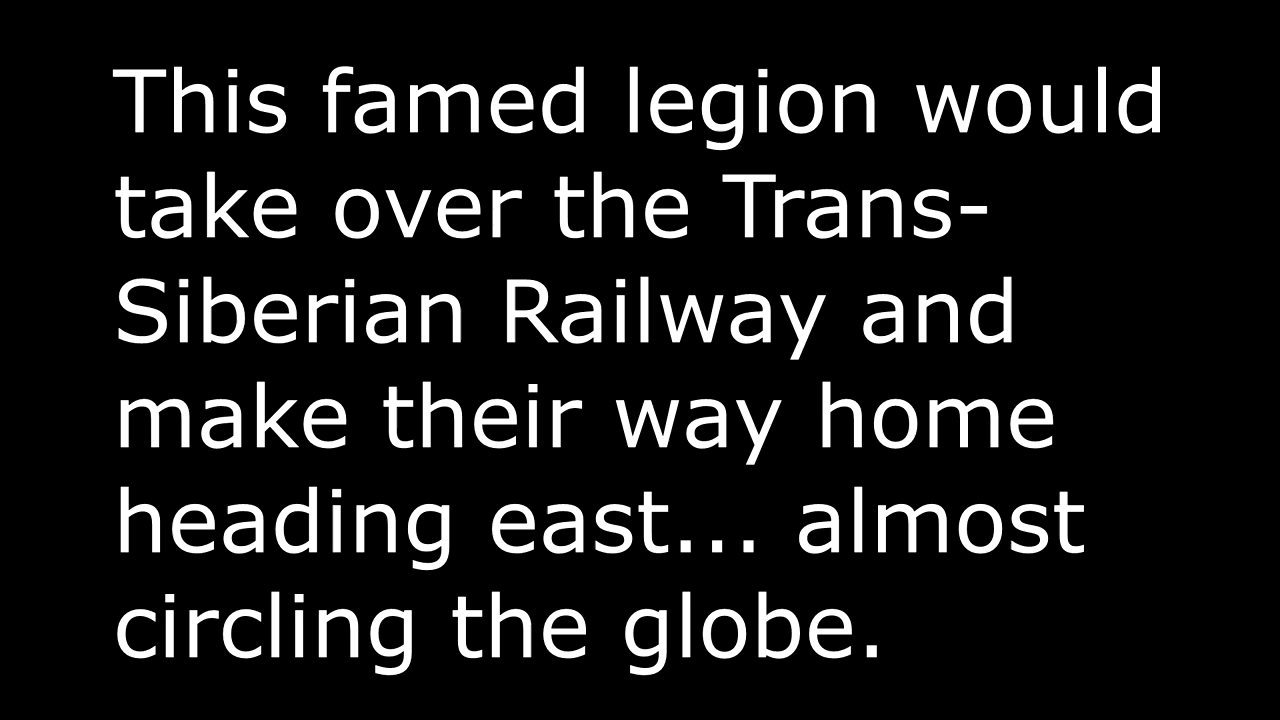 This famed legion would
take over the Trans-
Siberian Railway and
make their way home
heading east... almost
circling the globe.